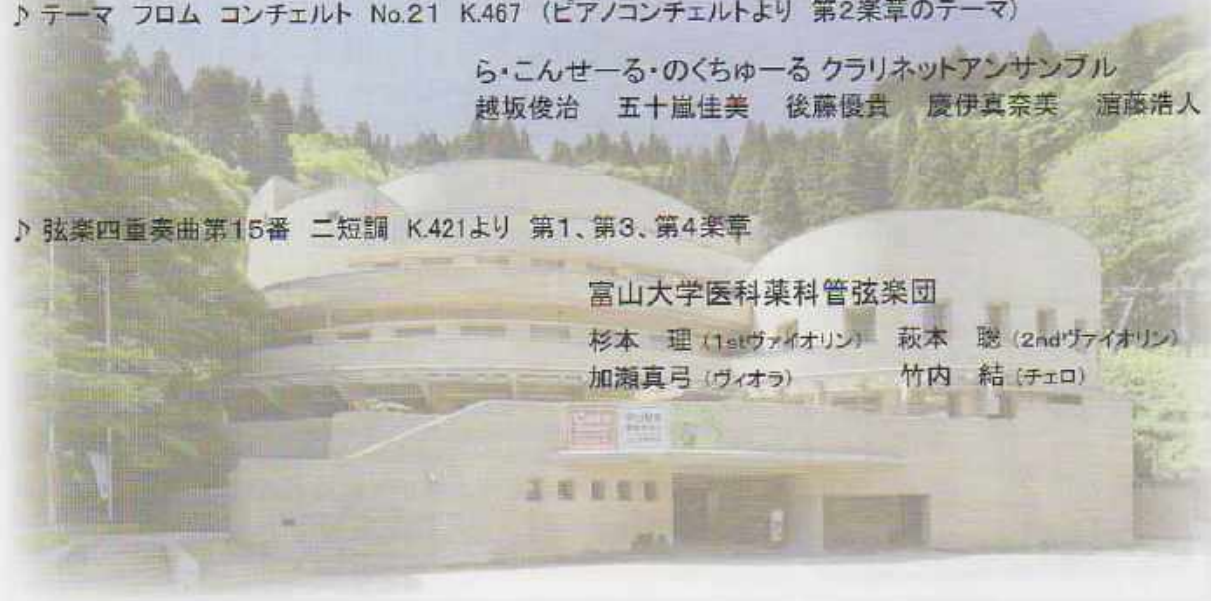 ♪ テーマ フロム コンチェルト No.21 K.467 (ピアノコンチェルトより 第2楽章のテーマ)
ら・こんせーる・のくちゅーる クラリネットアンサンブル
越坂俊治 五十嵐佳美 後藤優貴 慶伊真奈美 濵藤浩人
♪ 弦楽四重奏曲第15番 ニ短調 K.421より 第1、第3、第4楽章
富山大学医科薬科管弦楽団
杉本 理 (1stヴァイオリン) 萩本 聡 (2ndヴァイオリン)
加瀬真弓 (ヴィオラ) 竹内 結 (チェロ)